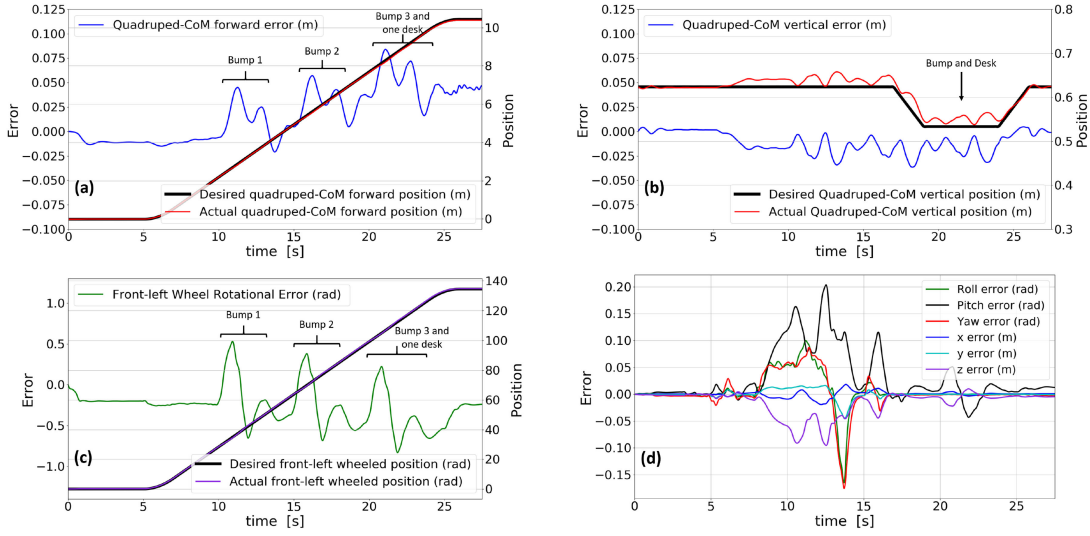 Quadruped-CoM forward error (m)
Bump 1
Bump 2
Bump 3 and
one desk
0.125
0.100
0.075
0.050
0.025
0.000
−0.025
−0.050
−0.075
−0.100
Error
10
8
6
4
2
0
Position
(a)
Desired quadruped-CoM forward position (m)
Actual quadruped-CoM forward position (m)
0 5 10 15 20 25
time [s]
Quadruped-CoM vertical error (m)
Bump and Desk
0.125
0.100
0.075
0.050
0.025
0.000
−0.025
−0.050
−0.075
−0.100
Error
0.8
0.7
0.6
0.5
0.4
0.3
Position
(b)
Desired Quadruped-CoM vertical position (m)
Actual Quadruped-CoM vertical position (m)
0 5 10 15 20 25
time [s]
Front-left Wheel Rotational Error (rad)
Bump 1
Bump 2
Bump 3 and
one desk
1.0
0.5
0.0
−0.5
−1.0
Error
140
120
100
80
60
40
20
0
Position
(c)
Desired front-left wheeled position (rad)
Actual front-left wheeled position (rad)
0 5 10 15 20 25
time [s]
Roll error (rad)
Pitch error (rad)
Yaw error (rad)
x error (m)
y error (m)
z error (m)
0.20
0.15
0.10
0.05
0.00
−0.05
−0.10
−0.15
Error
(d)
0 5 10 15 20 25
time [s]